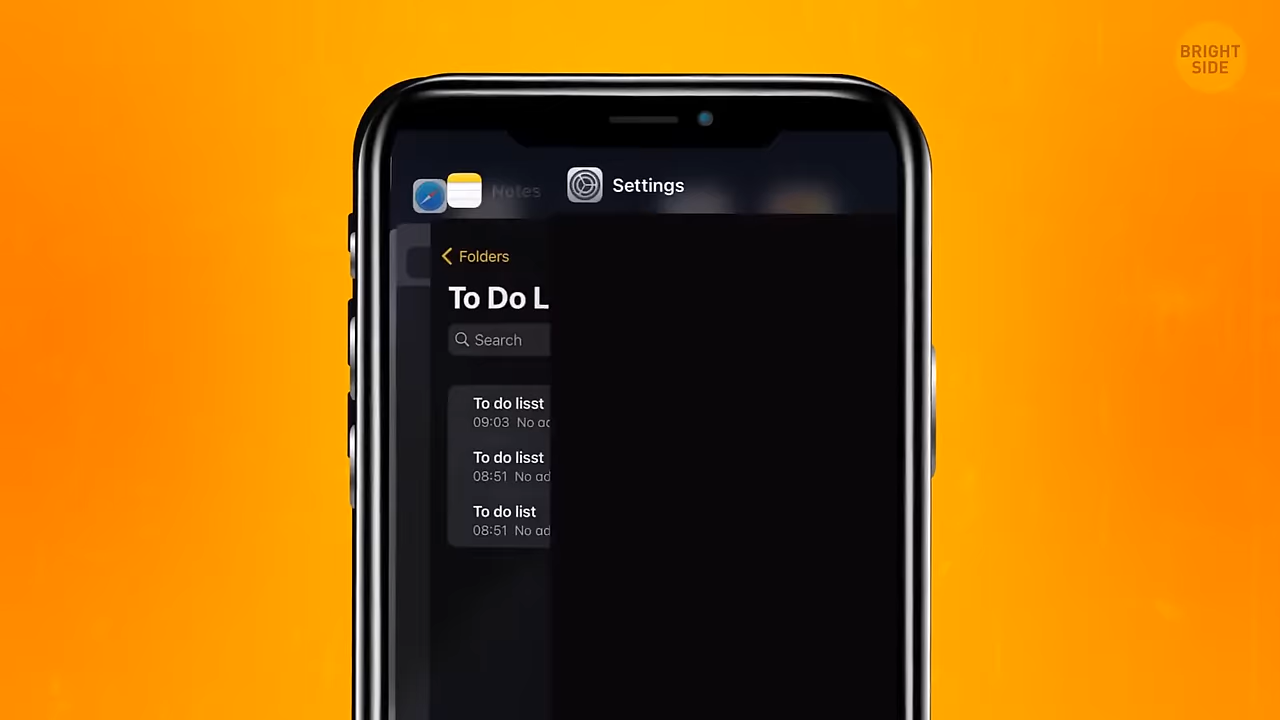 BRIGHT
SIDE
Notes
Settings
Folders
To Do L
Search
To do lisst
09:03 No ad
To do lisst
08:51 No ad
To do list
08:51 No ad